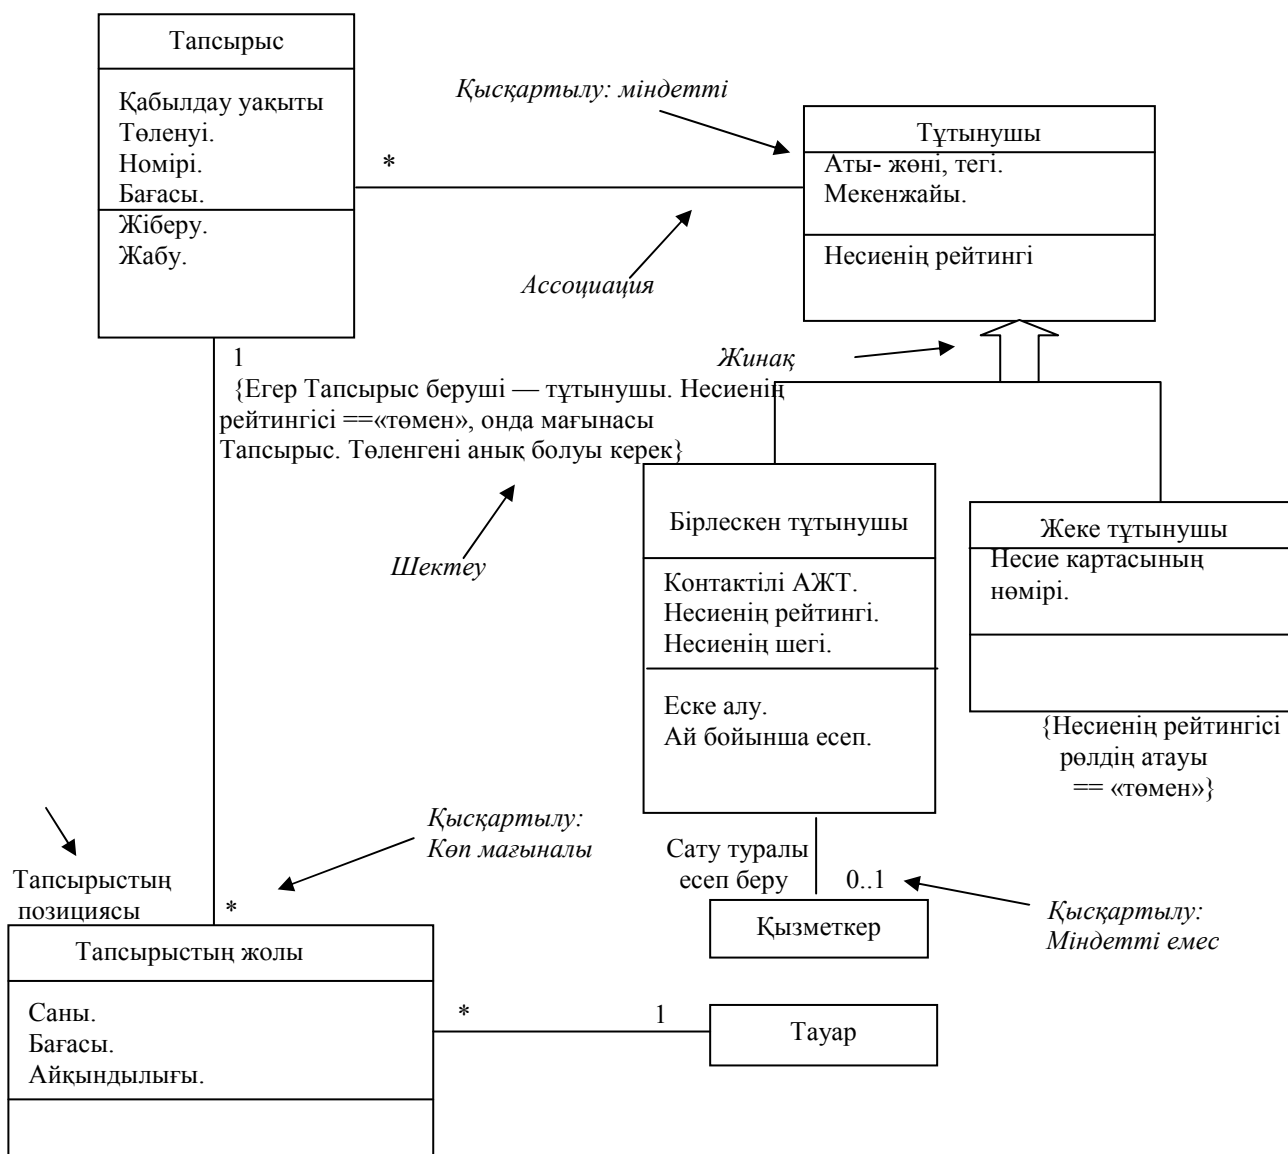 Тапсырыс
Қабылдау уақыты
Төленуі.
Номірі.
Бағасы.
Жіберу.
Жабу.
Қысқартылу: міндетті
*
Ассоциация
Тұтынушы
Аты- жөні, тегі.
Мекенжайы.
Несиенің рейтингі
1
Жинақ
{Егер Тапсырыс беруші — тұтынушы. Несиенің
рейтингісі ==«төмен», онда мағынасы
Тапсырыс. Төленгені анық болуы керек}
Шектеу
Бірлескен тұтынушы
Контактілі АЖТ.
Несиенің рейтингі.
Несиенің шегі.
Еске алу.
Ай бойынша есеп.
Жеке тұтынушы
Несие картасының
нөмірі.
{Несиенің рейтингісі
рөлдің атауы
== «төмен»}
Қысқартылу:
Көп мағыналы
Сату туралы
есеп беру
0..1
Қысқартылу:
Міндетті емес
Қызметкер
Тапсырыстың
позициясы
*
Тапсырыстың жолы
Саны.
Бағасы.
Айқындылығы.
*
1
Тауар